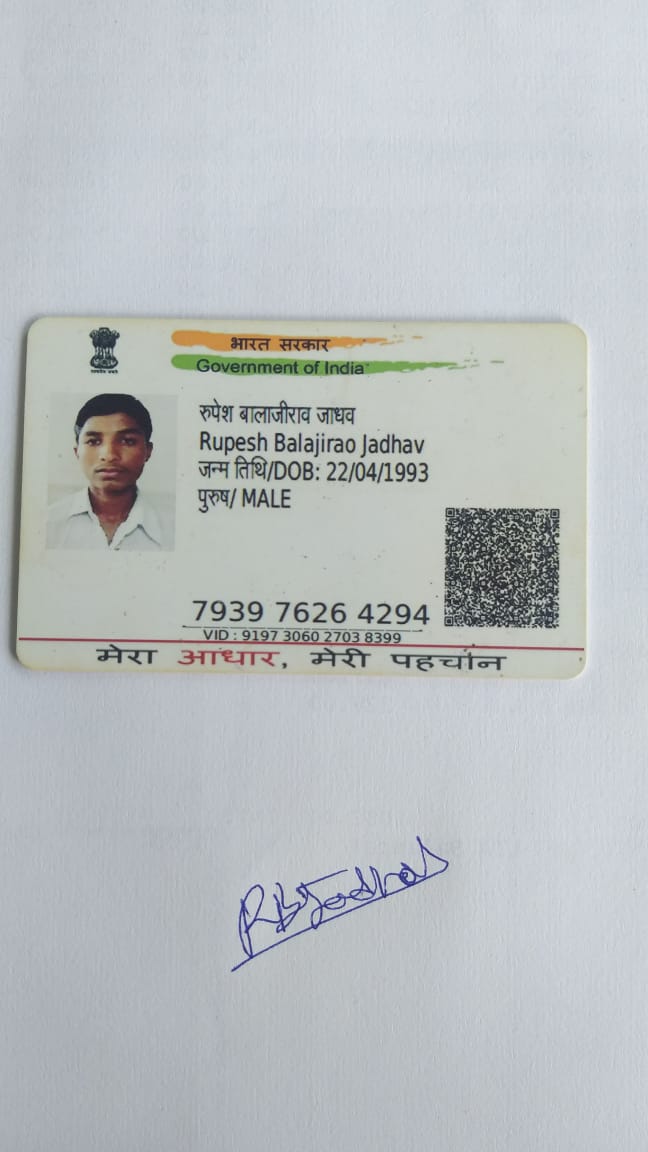 भारत सरकार
Government of India
रुपेश बालाजीराव जाधव
Rupesh Balajirao Jadhav
जन्म तिथि/DOB: 22/04/1993
पुरुष/ MALE
7939 7626 4294
VID : 9197 3060 2703 8399
मेरा आधार, मेरी पहचान
RBJadhav